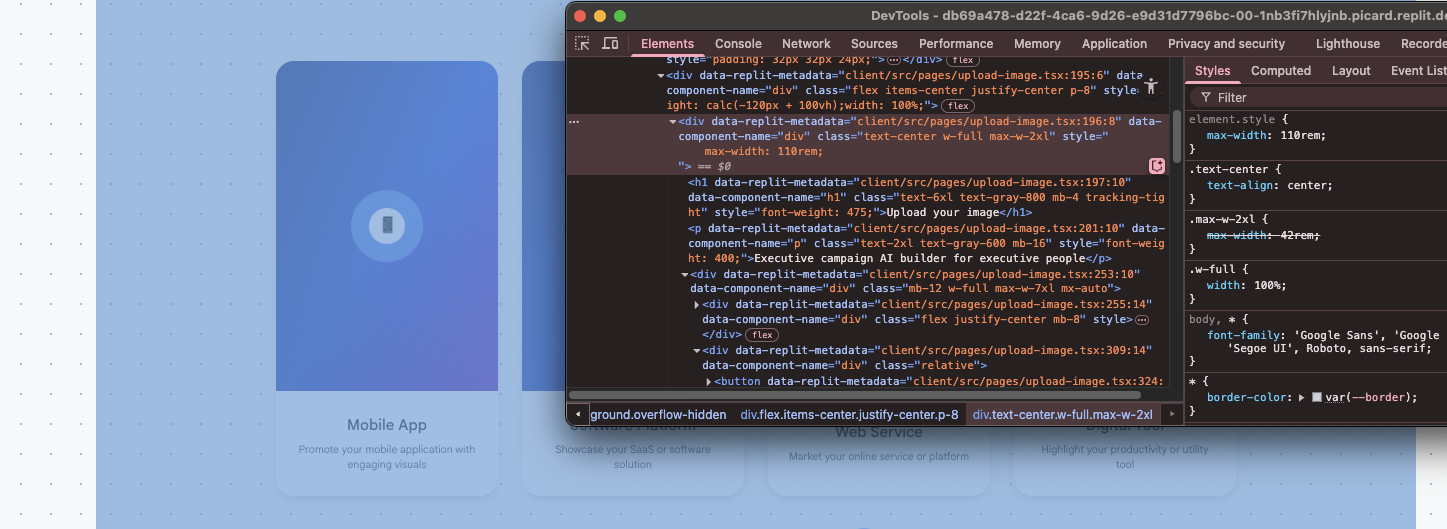 DevTools - db69a478-d22f-4ca6-9d26-e9d31d7796bc-00-1nb3fi7hlyjnb.picard.replit.de
Elements Console Network Sources Performance Memory Application Privacy and security Lighthouse Recorde
style="padding: 32px 32px 24px;">⋯</div> flex
▼<div data-replit-metadata="client/src/pages/upload-image.tsx:195:6" data-
component-name="div" class="flex items-center justify-center p-8" style=
ight: calc(-120px + 100vh);width: 100%;"> flex
⋯ ▼<div data-replit-metadata="client/src/pages/upload-image.tsx:196:8" data-
component-name="div" class="text-center w-full max-w-2xl" style="
max-width: 110rem;
"> == $0
<h1 data-replit-metadata="client/src/pages/upload-image.tsx:197:10"
data-component-name="h1" class="text-6xl text-gray-800 mb-4 tracking-tig
ht" style="font-weight: 475;">Upload your image</h1>
<p data-replit-metadata="client/src/pages/upload-image.tsx:201:10" data-
component-name="p" class="text-2xl text-gray-600 mb-16" style="font-weig
ht: 400;">Executive campaign AI builder for executive people</p>
▼<div data-replit-metadata="client/src/pages/upload-image.tsx:253:10"
data-component-name="div" class="mb-12 w-full max-w-7xl mx-auto">
▶<div data-replit-metadata="client/src/pages/upload-image.tsx:255:14"
data-component-name="div" class="flex justify-center mb-8" style>⋯
</div> flex
▼<div data-replit-metadata="client/src/pages/upload-image.tsx:309:14"
data-component-name="div" class="relative">
▶<button data-replit-metadata="client/src/pages/upload-image.tsx:324:
ground.overflow-hidden div.flex.items-center.justify-center.p-8 div.text-center.w-full.max-w-2xl
Styles Computed Layout Event List
Filter
element.style {
max-width: 110rem;
}
.text-center {
text-align: center;
}
.max-w-2xl {
max-width: 42rem;
}
.w-full {
width: 100%;
}
body, * {
font-family: 'Google Sans', 'Google
'Segoe UI', Roboto, sans-serif;
}
* {
border-color: ▶ var(--border);
}
Mobile App
Promote your mobile application with
engaging visuals
Software Platform
Showcase your SaaS or software
solution
Web Service
Market your online service or platform
Digital Tool
Highlight your productivity or utility
tool